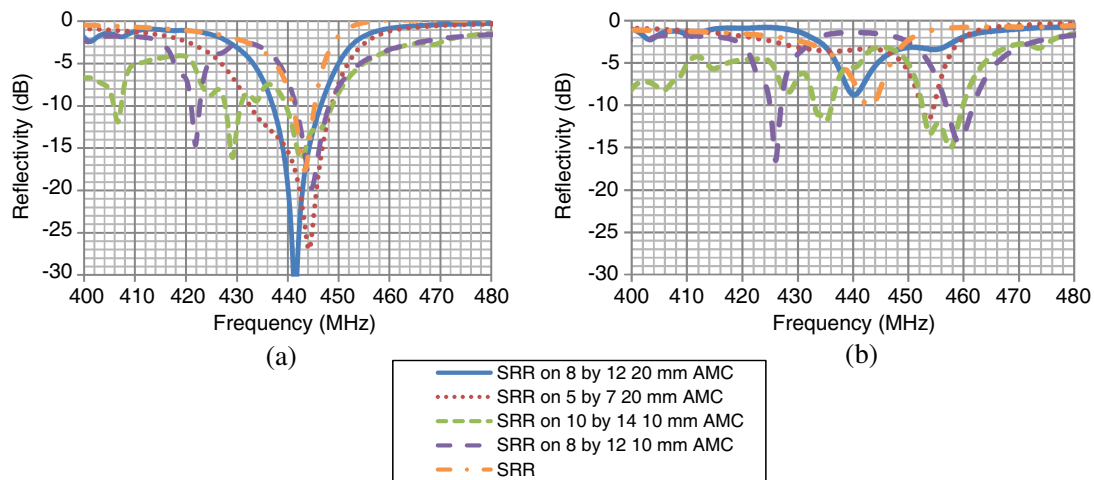 0
-5
-10
-15
-20
-25
-30
Reflectivity (dB)
400 410 420 430 440 450 460 470 480
Frequency (MHz)
(a)
0
-5
-10
-15
-20
-25
-30
Reflectivity (dB)
400 410 420 430 440 450 460 470 480
Frequency (MHz)
(b)
SRR on 8 by 12 20 mm AMC
SRR on 5 by 7 20 mm AMC
SRR on 10 by 14 10 mm AMC
SRR on 8 by 12 10 mm AMC
SRR